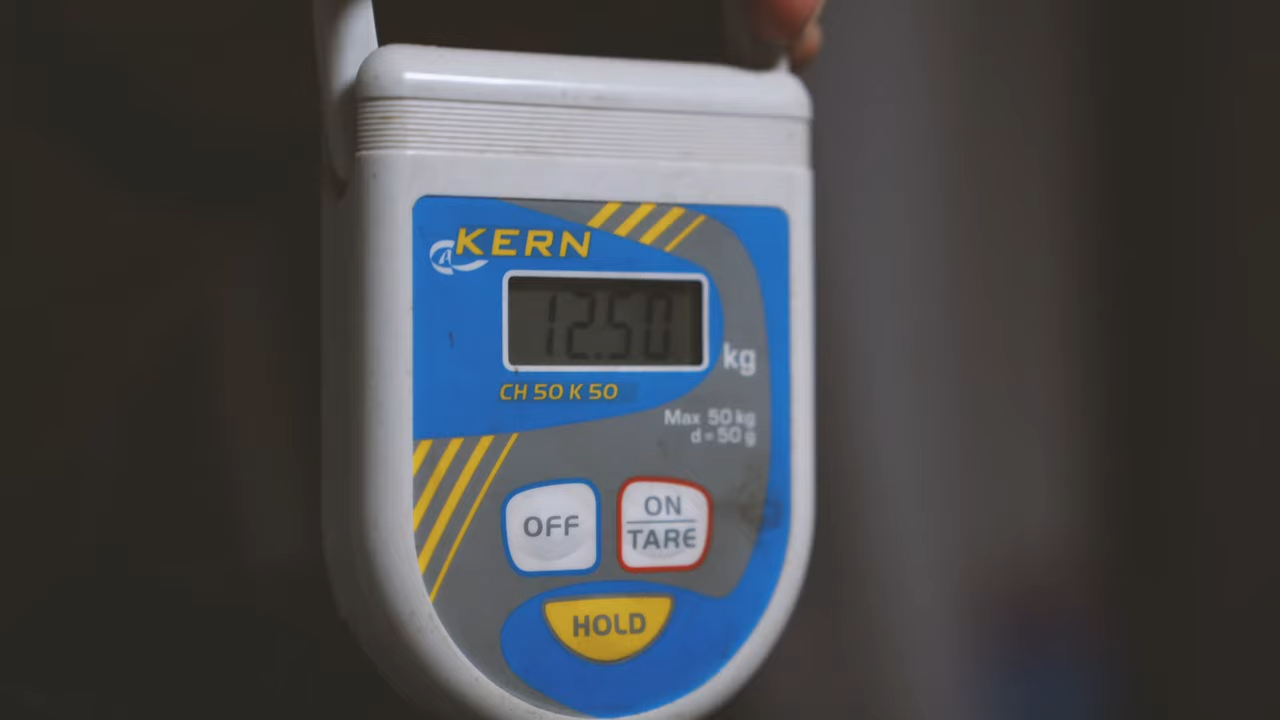 KERN
12.50
kg
CH 50 K 50
Max 50 kg
d = 50 g
OFF
ON
TARE
HOLD